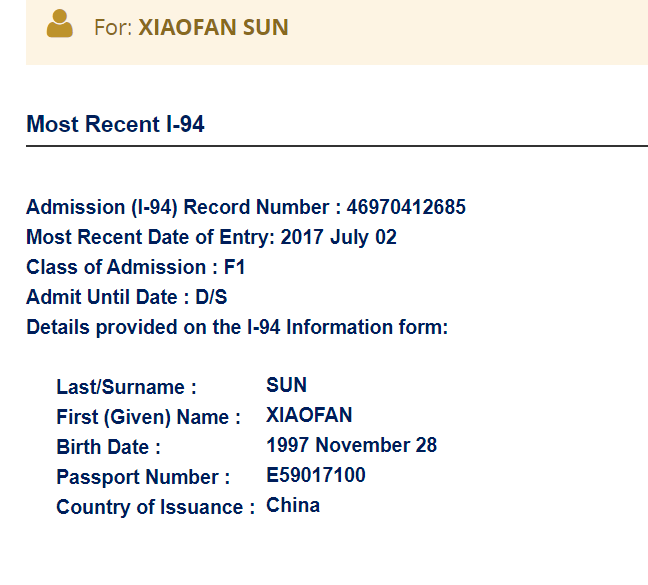 For: XIAOFAN SUN
Most Recent I-94
Admission (I-94) Record Number : 46970412685
Most Recent Date of Entry: 2017 July 02
Class of Admission : F1
Admit Until Date : D/S
Details provided on the I-94 Information form:
Last/Surname : SUN
First (Given) Name : XIAOFAN
Birth Date : 1997 November 28
Passport Number : E59017100
Country of Issuance : China